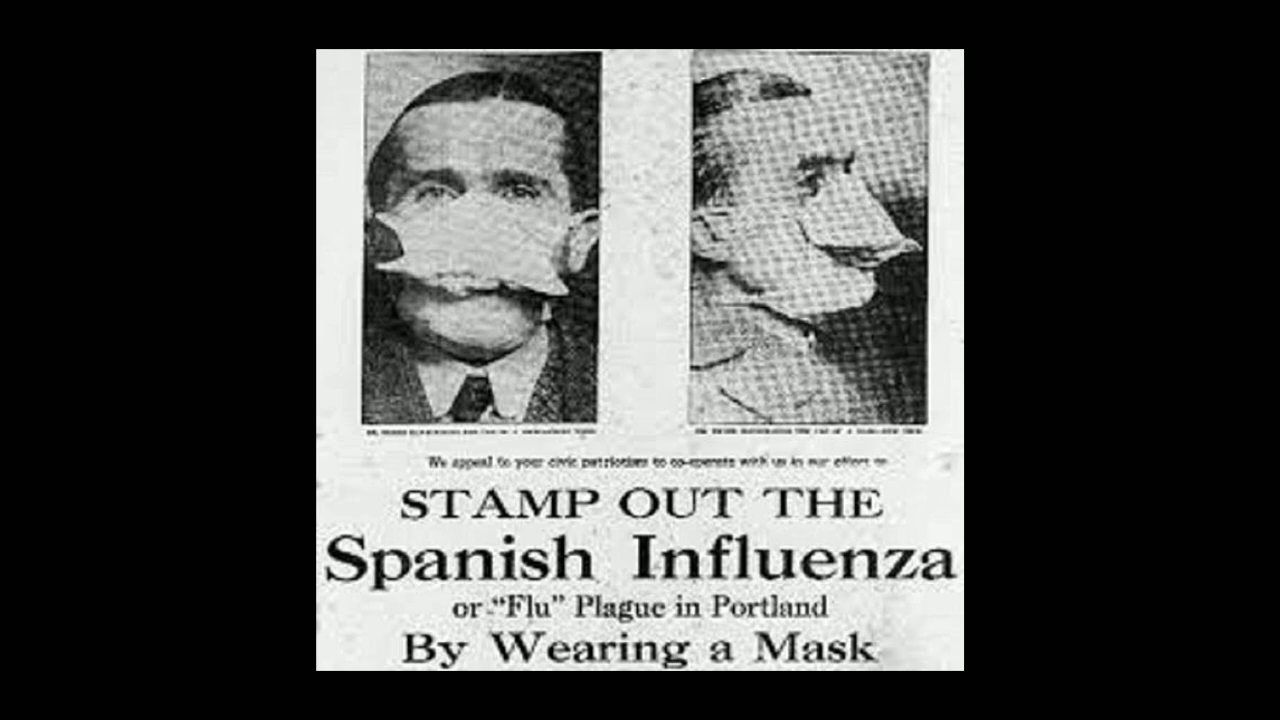 We appeal to your civic patriotism to co-operate with us in our effort to
STAMP OUT THE
Spanish Influenza
or "Flu" Plague in Portland
By Wearing a Mask